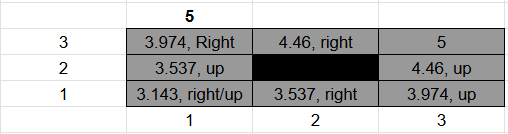 5
3 3.974, Right 4.46, right 5
2 3.537, up 4.46, up
1 3.143, right/up 3.537, right 3.974, up
1 2 3